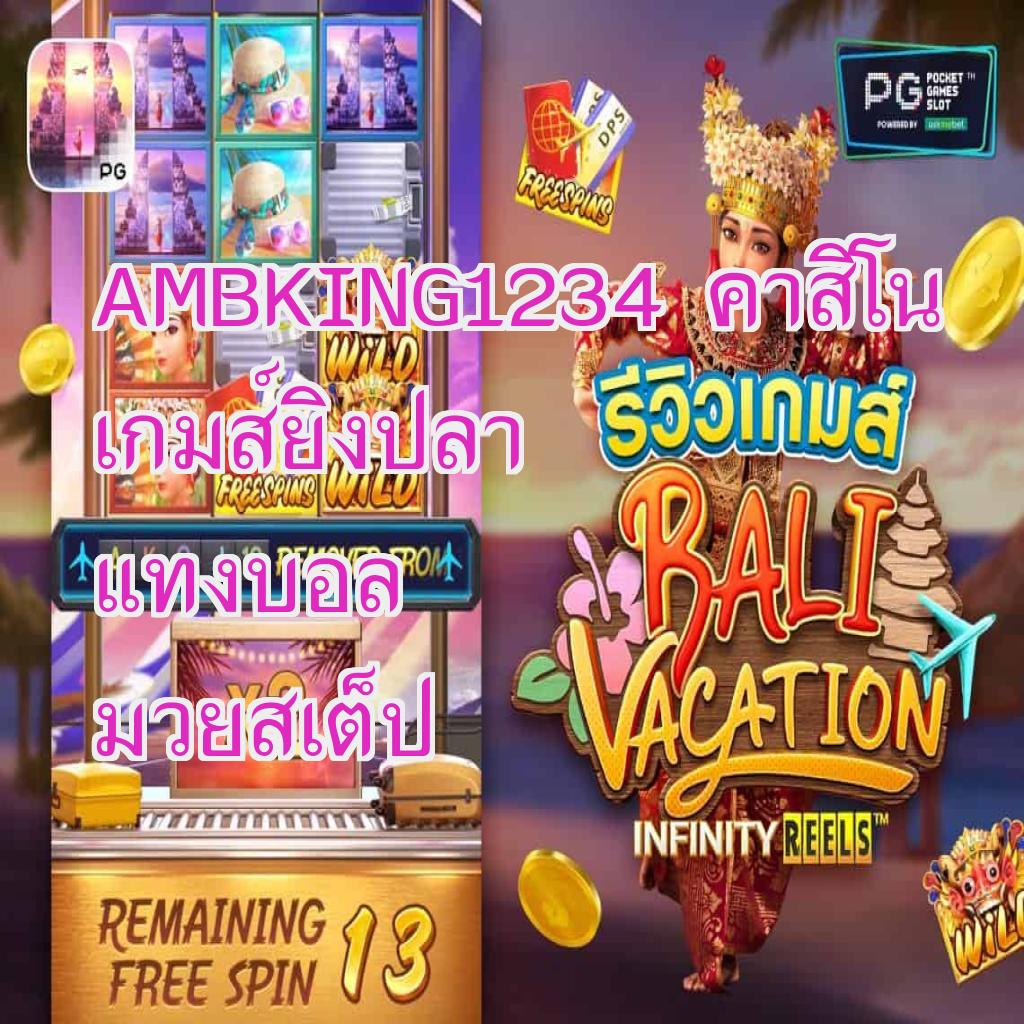 PG
DPS
FREESPINS
PG POCKET GAMES SLOT™
POWERED BY askmebet
AMBKING1234 คาสิโน
WILD
เกมส์ยิงปลา
FREESPINS
WILD
รีวิวเกมส์
BALI
VACATION
INFINITY REELS™
REMOVED FROM
แทงบอล
มวยสเต็ป
REMAINING
FREE SPIN 13
WILD